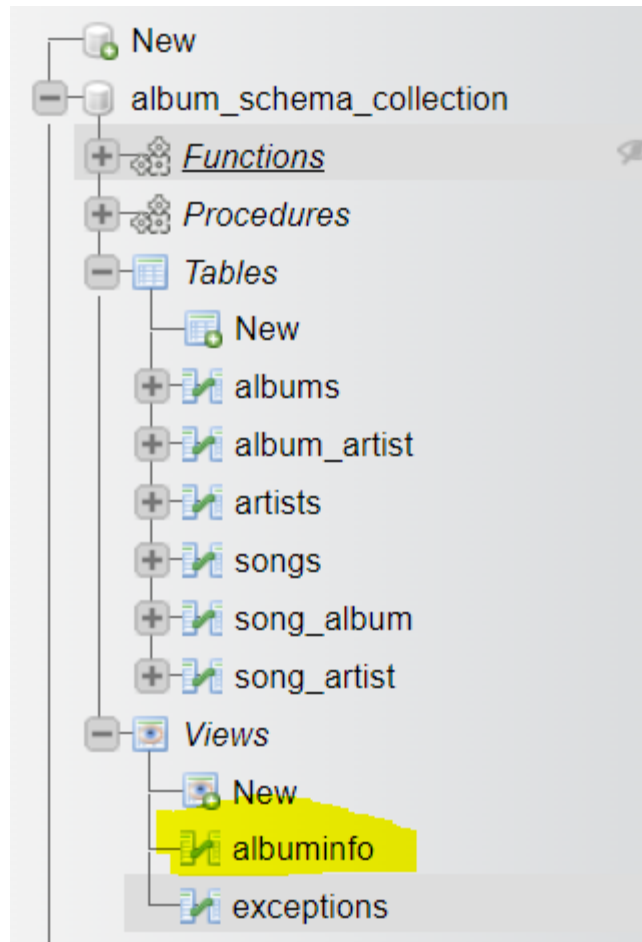 New
album_schema_collection
Functions
Procedures
Tables
New
albums
album_artist
artists
songs
song_album
song_artist
Views
New
albuminfo
exceptions